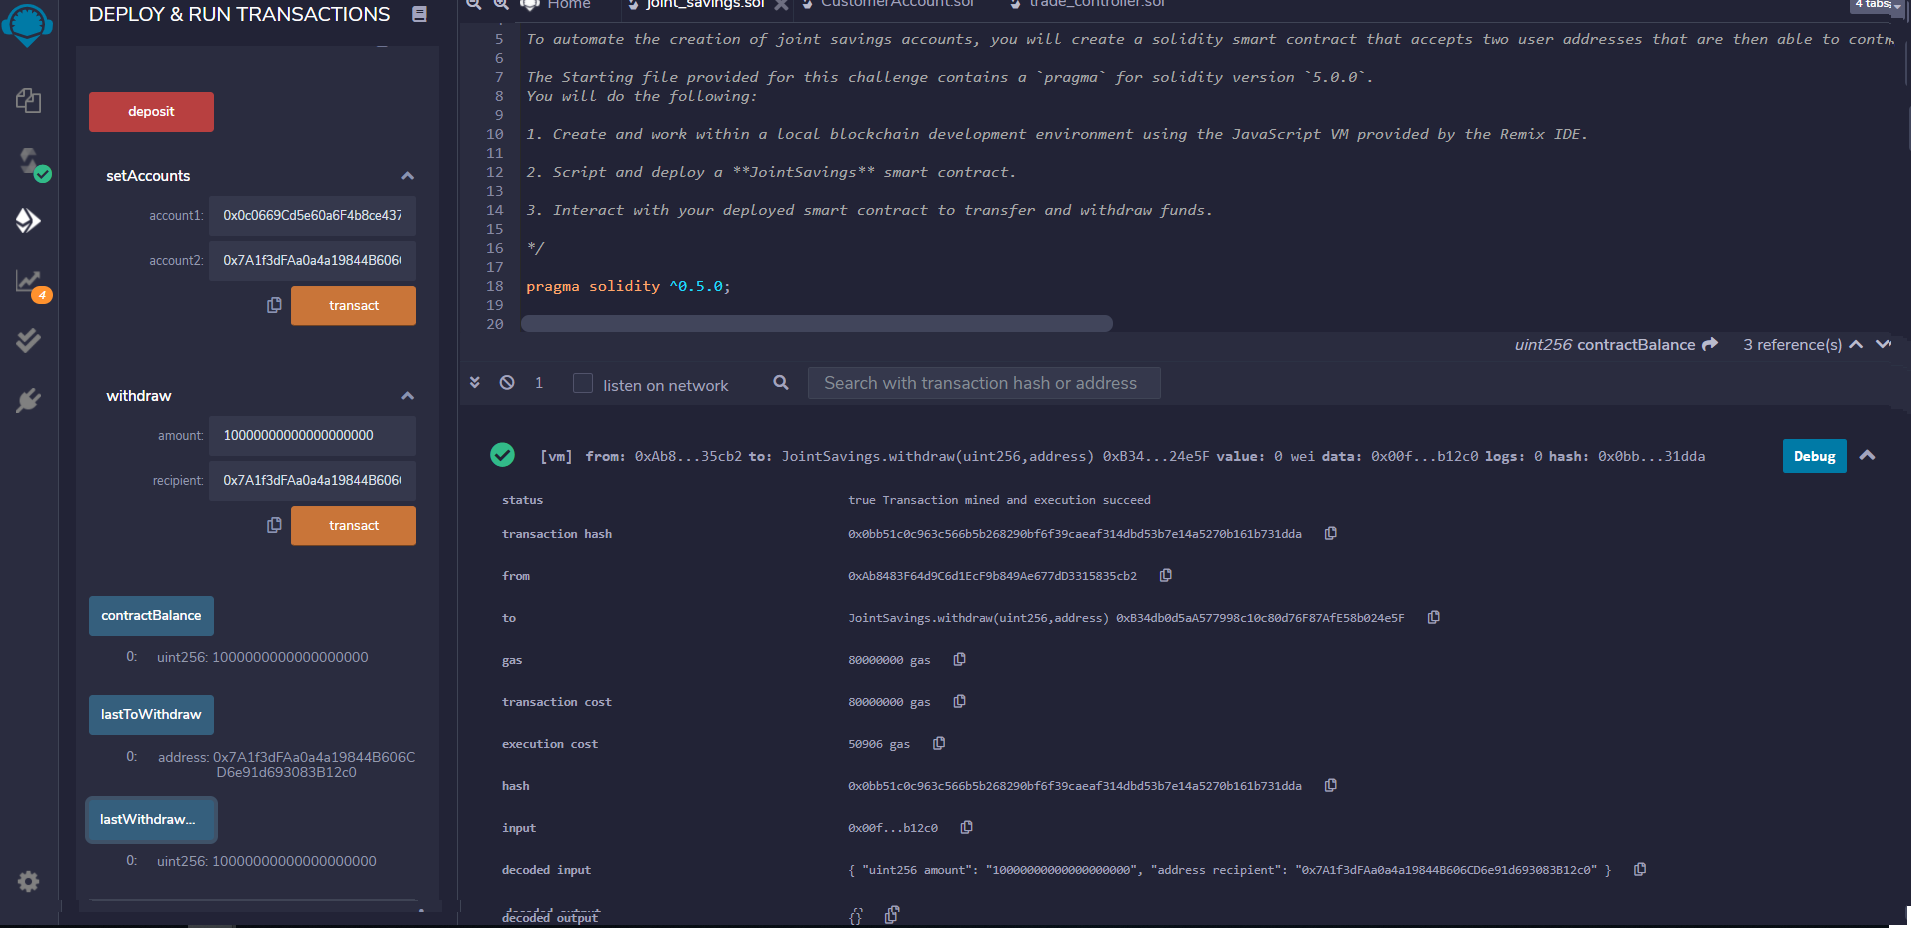 DEPLOY & RUN TRANSACTIONS
deposit
setAccounts
account1: 0x0c0669Cd5e60a6F4b8ce437
account2: 0x7A1f3dFAa0a4a19844B606
transact
withdraw
amount: 10000000000000000000
recipient: 0x7A1f3dFAa0a4a19844B606
transact
contractBalance
0: uint256: 1000000000000000000
lastToWithdraw
0: address: 0x7A1f3dFAa0a4a19844B606C
D6e91d693083B12c0
lastWithdraw...
0: uint256: 10000000000000000000
4
Home
joint_savings.sol
CustomerAccount.sol
trade_controller.sol
4 tabs
5 To automate the creation of joint savings accounts, you will create a solidity smart contract that accepts two user addresses that are then able to cont
6
7 The Starting file provided for this challenge contains a `pragma` for solidity version `5.0.0`.
8 You will do the following:
9
10 1. Create and work within a local blockchain development environment using the JavaScript VM provided by the Remix IDE.
11
12 2. Script and deploy a **JointSavings** smart contract.
13
14 3. Interact with your deployed smart contract to transfer and withdraw funds.
15
16 */
17
18 pragma solidity ^0.5.0;
19
20
uint256 contractBalance 3 reference(s)
1 listen on network Search with transaction hash or address
[vm] from: 0xAb8...35cb2 to: JointSavings.withdraw(uint256,address) 0xB34...24e5F value: 0 wei data: 0x00f...b12c0 logs: 0 hash: 0x0bb...31dda
Debug
status true Transaction mined and execution succeed
transaction hash 0x0bb51c0c963c566b5b268290bf6f39caeaf314dbd53b7e14a5270b161b731dda
from 0xAb8483F64d9C6d1EcF9b849Ae677dD3315835cb2
to JointSavings.withdraw(uint256,address) 0xB34db0d5aA577998c10c80d76F87AfE58b024e5F
gas 80000000 gas
transaction cost 80000000 gas
execution cost 50906 gas
hash 0x0bb51c0c963c566b5b268290bf6f39caeaf314dbd53b7e14a5270b161b731dda
input 0x00f...b12c0
decoded input { "uint256 amount": "10000000000000000000", "address recipient": "0x7A1f3dFAa0a4a19844B606CD6e91d693083B12c0" }
decoded output {}